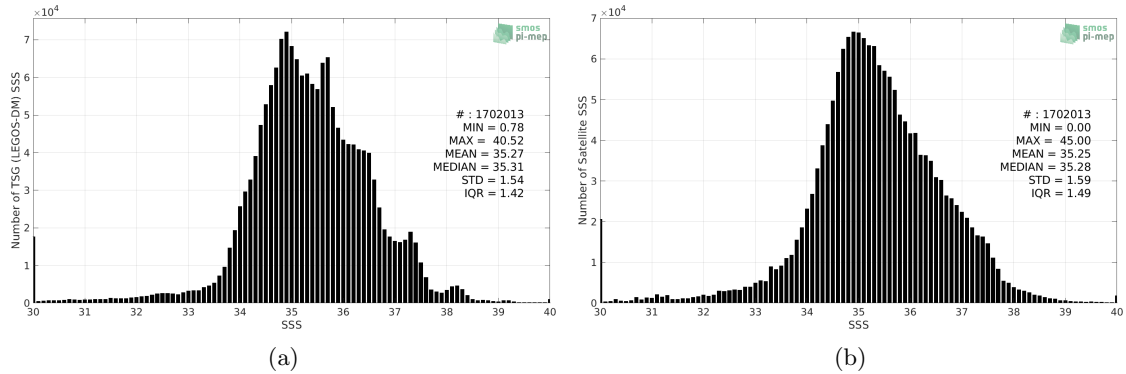 ×10⁴
8
7
6
5
4
3
2
1
0
Number of TSG (LEGOS-DM) SSS
smos
pi-mep
# : 1702013
MIN = 0.78
MAX = 40.52
MEAN = 35.27
MEDIAN = 35.31
STD = 1.54
IQR = 1.42
30 31 32 33 34 35 36 37 38 39 40
SSS
(a)
×10⁴
7
6
5
4
3
2
1
0
Number of Satellite SSS
smos
pi-mep
# : 1702013
MIN = 0.00
MAX = 45.00
MEAN = 35.25
MEDIAN = 35.28
STD = 1.59
IQR = 1.49
30 31 32 33 34 35 36 37 38 39 40
SSS
(b)